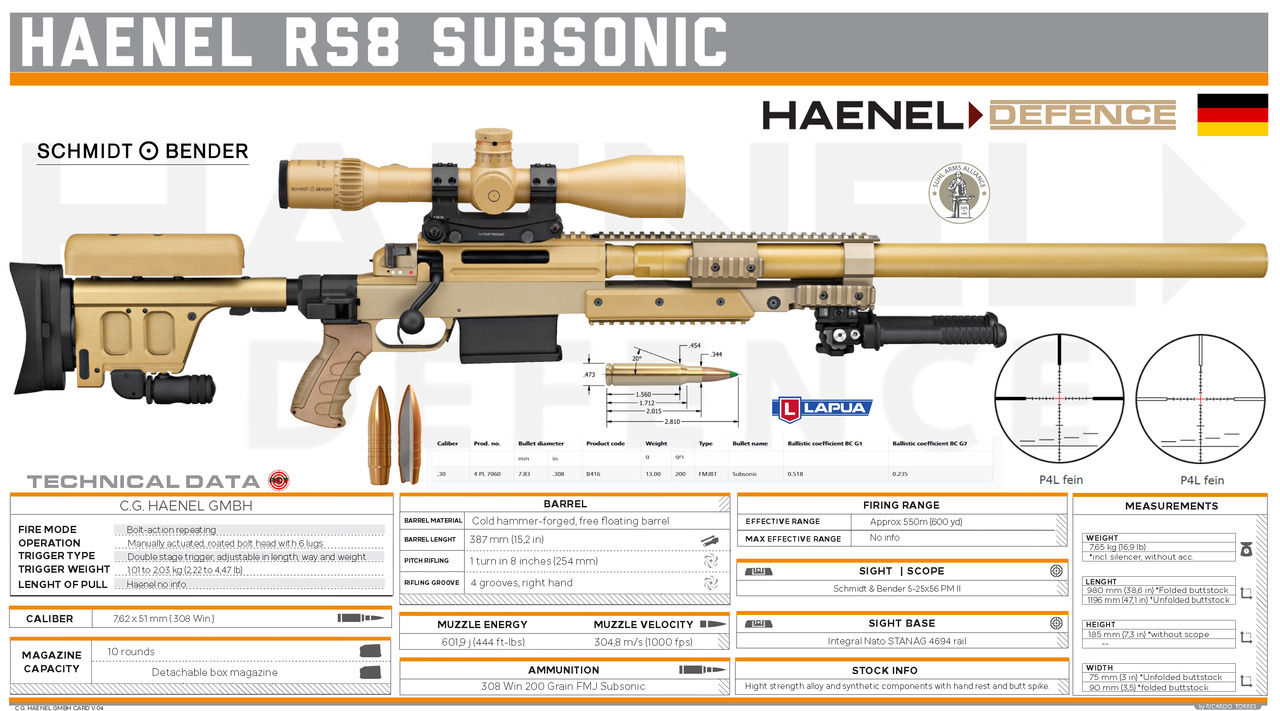 HAENEL RS8 SUBSONIC
HAENEL DEFENCE
SCHMIDT BENDER
SUHL ARMS ALLIANCE
SCHMIDT BENDER
HAENEL
DEFENCE
.454
20°
.344
.473
1.560
1.712
2.015
2.810
L LAPUA
Caliber Prod. no. Bullet diameter Product code Weight Type Bullet name Ballistic coefficient BC G1 Ballistic coefficient BC G7
mm in g grs
.30 4 PL 7060 7.83 .308 B416 13.00 200 FMJBT Subsonic 0.518 0.235
P4L fein
P4L fein
TECHNICAL DATA
HOT
C.G. HAENEL GMBH
FIRE MODE Bolt-action repeating
OPERATION Manually actuated, roated bolt head with 6 lugs
TRIGGER TYPE Double stage trigger; adjustable in length, way and weight
TRIGGER WEIGHT 1,01 to 2,03 kg (2,22 to 4,47 lb)
LENGHT OF PULL Haenel no info.
CALIBER 7,62 x 51 mm (.308 Win.)
MAGAZINE CAPACITY
10 rounds
Detachable box magazine
BARREL
BARREL MATERIAL Cold hammer-forged, free floating barrel
BARREL LENGHT 387 mm (15,2 in)
PITCH RIFLING 1 turn in 8 inches (254 mm)
RIFLING GROOVE 4 grooves, right hand
MUZZLE ENERGY MUZZLE VELOCITY
601,9 j (444 ft-lbs) 304,8 m/s (1000 fps)
AMMUNITION
308 Win 200 Grain FMJ Subsonic
FIRING RANGE
EFFECTIVE RANGE Approx 550m (600 yd)
MAX EFFECTIVE RANGE No info
SIGHT | SCOPE
Schmidt & Bender 5-25x56 PM II
SIGHT BASE
Integral Nato STANAG 4694 rail
STOCK INFO
Hight strength alloy and synthetic components with hand rest and butt spike.
MEASUREMENTS
WEIGHT
7,65 kg (16,9 lb)
*incl. silencer, without acc.
LENGHT
980 mm (38,6 in) *Folded buttstock
1196 mm (47,1 in) *Unfolded buttstock
HEIGHT
185 mm (7,3 in) *without scope
--
WIDTH
75 mm (3 in) *Unfolded buttstock
90 mm (3,5) *folded buttstock
C.G. HAENEL GMBH CARD V.04
by RICARDO TORRES